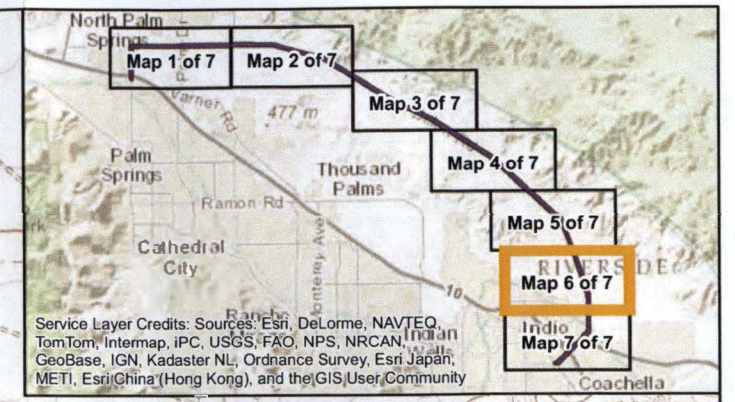 North Palm
Springs
Map 1 of 7
Map 2 of 7
Varner Rd
477 m
Map 3 of 7
Palm
Springs
Thousand
Palms
Map 4 of 7
Ramon Rd
Monterey Ave
Map 5 of 7
Cathedral
City
RIVERSIDE
Map 6 of 7
10
Service Layer Credits: Sources: Esri, DeLorme, NAVTEQ,
TomTom, Intermap, iPC, USGS, FAO, NPS, NRCAN,
GeoBase, IGN, Kadaster NL, Ordnance Survey, Esri Japan,
METI, Esri China (Hong Kong), and the GIS User Community
Indian
Wells
Indio
Map 7 of 7
Coachella